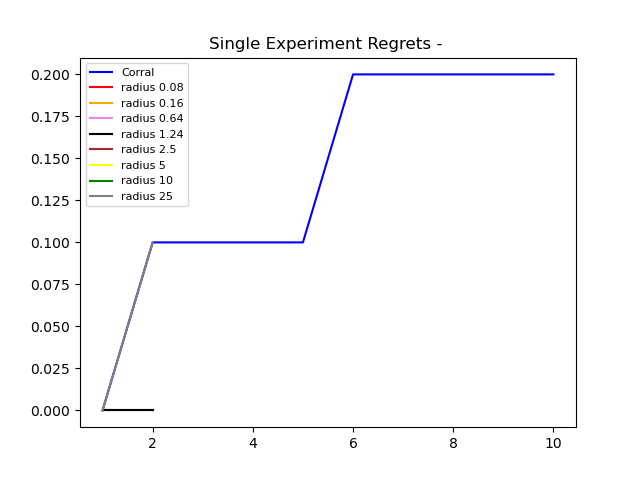 Single Experiment Regrets -
Corral
radius 0.08
radius 0.16
radius 0.64
radius 1.24
radius 2.5
radius 5
radius 10
radius 25
0.200
0.175
0.150
0.125
0.100
0.075
0.050
0.025
0.000
2 4 6 8 10